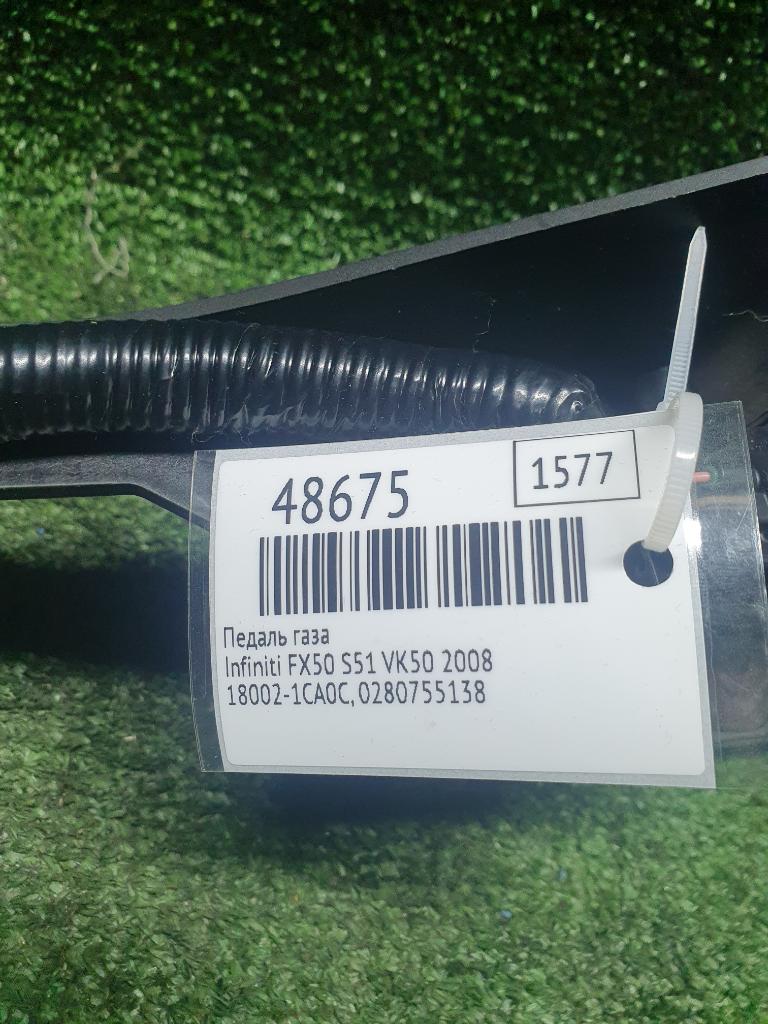 48675
1577
Педаль газа
Infiniti FX50 S51 VK50 2008
18002-1CA0C, 0280755138